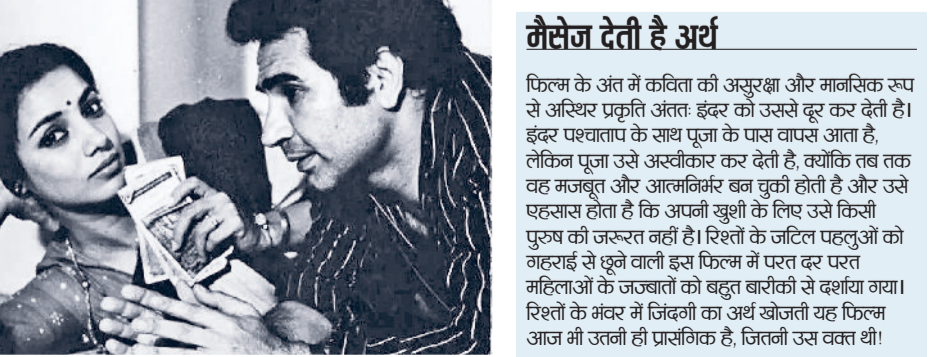 मैसेज देती है अर्थ
फिल्म के अंत में कविता की असुरक्षा और मानसिक रूप
से अस्थिर प्रकृति अंततः इंदर को उससे दूर कर देती है।
इंदर पश्चाताप के साथ पूजा के पास वापस आता है,
लेकिन पूजा उसे अस्वीकार कर देती है, क्योंकि तब तक
वह मजबूत और आत्मनिर्भर बन चुकी होती है और उसे
एहसास होता है कि अपनी खुशी के लिए उसे किसी
पुरुष की जरूरत नहीं है। रिश्तों के जटिल पहलुओं को
गहराई से छूने वाली इस फिल्म में परत दर परत
महिलाओं के जज्बातों को बहुत बारीकी से दर्शाया गया।
रिश्तों के भंवर में जिंदगी का अर्थ खोजती यह फिल्म
आज भी उतनी ही प्रासंगिक है, जितनी उस वक्त थी!